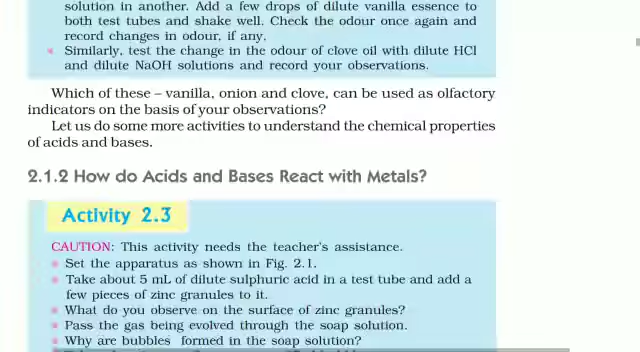 solution in another. Add a few drops of dilute vanilla essence to
both test tubes and shake well. Check the odour once again and
record changes in odour, if any.
Similarly, test the change in the odour of clove oil with dilute HCl
and dilute NaOH solutions and record your observations.
Which of these – vanilla, onion and clove, can be used as olfactory
indicators on the basis of your observations?
Let us do some more activities to understand the chemical properties
of acids and bases.
2.1.2 How do Acids and Bases React with Metals?
Activity 2.3
CAUTION: This activity needs the teacher's assistance.
Set the apparatus as shown in Fig. 2.1.
Take about 5 mL of dilute sulphuric acid in a test tube and add a
few pieces of zinc granules to it.
What do you observe on the surface of zinc granules?
Pass the gas being evolved through the soap solution.
Why are bubbles formed in the soap solution?